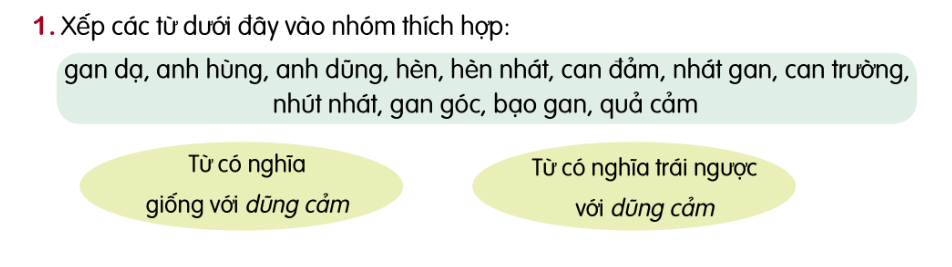 1. Xếp các từ dưới đây vào nhóm thích hợp:
gan dạ, anh hùng, anh dũng, hèn, hèn nhát, can đảm, nhát gan, can trường,
nhút nhát, gan góc, bạo gan, quả cảm
Từ có nghĩa
giống với dũng cảm
Từ có nghĩa trái ngược
với dũng cảm